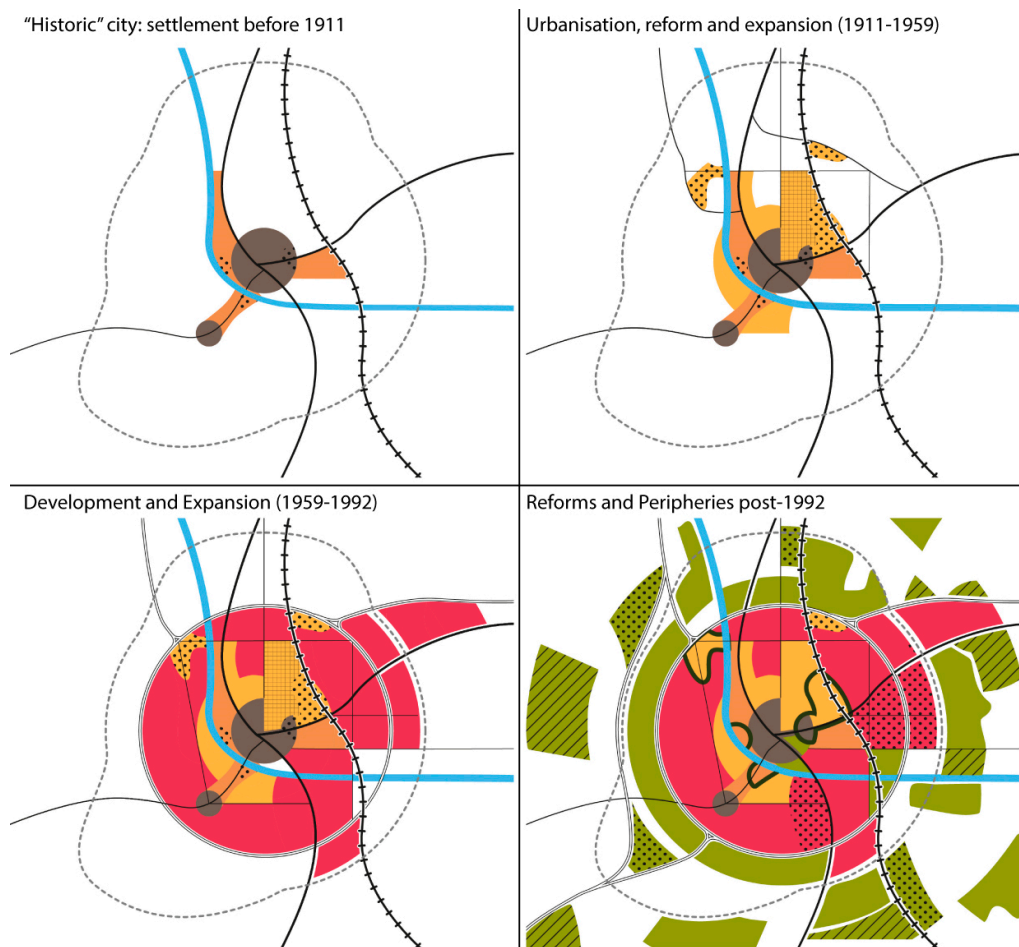 “Historic” city: settlement before 1911
Urbanisation, reform and expansion (1911-1959)
Development and Expansion (1959-1992)
Reforms and Peripheries post-1992